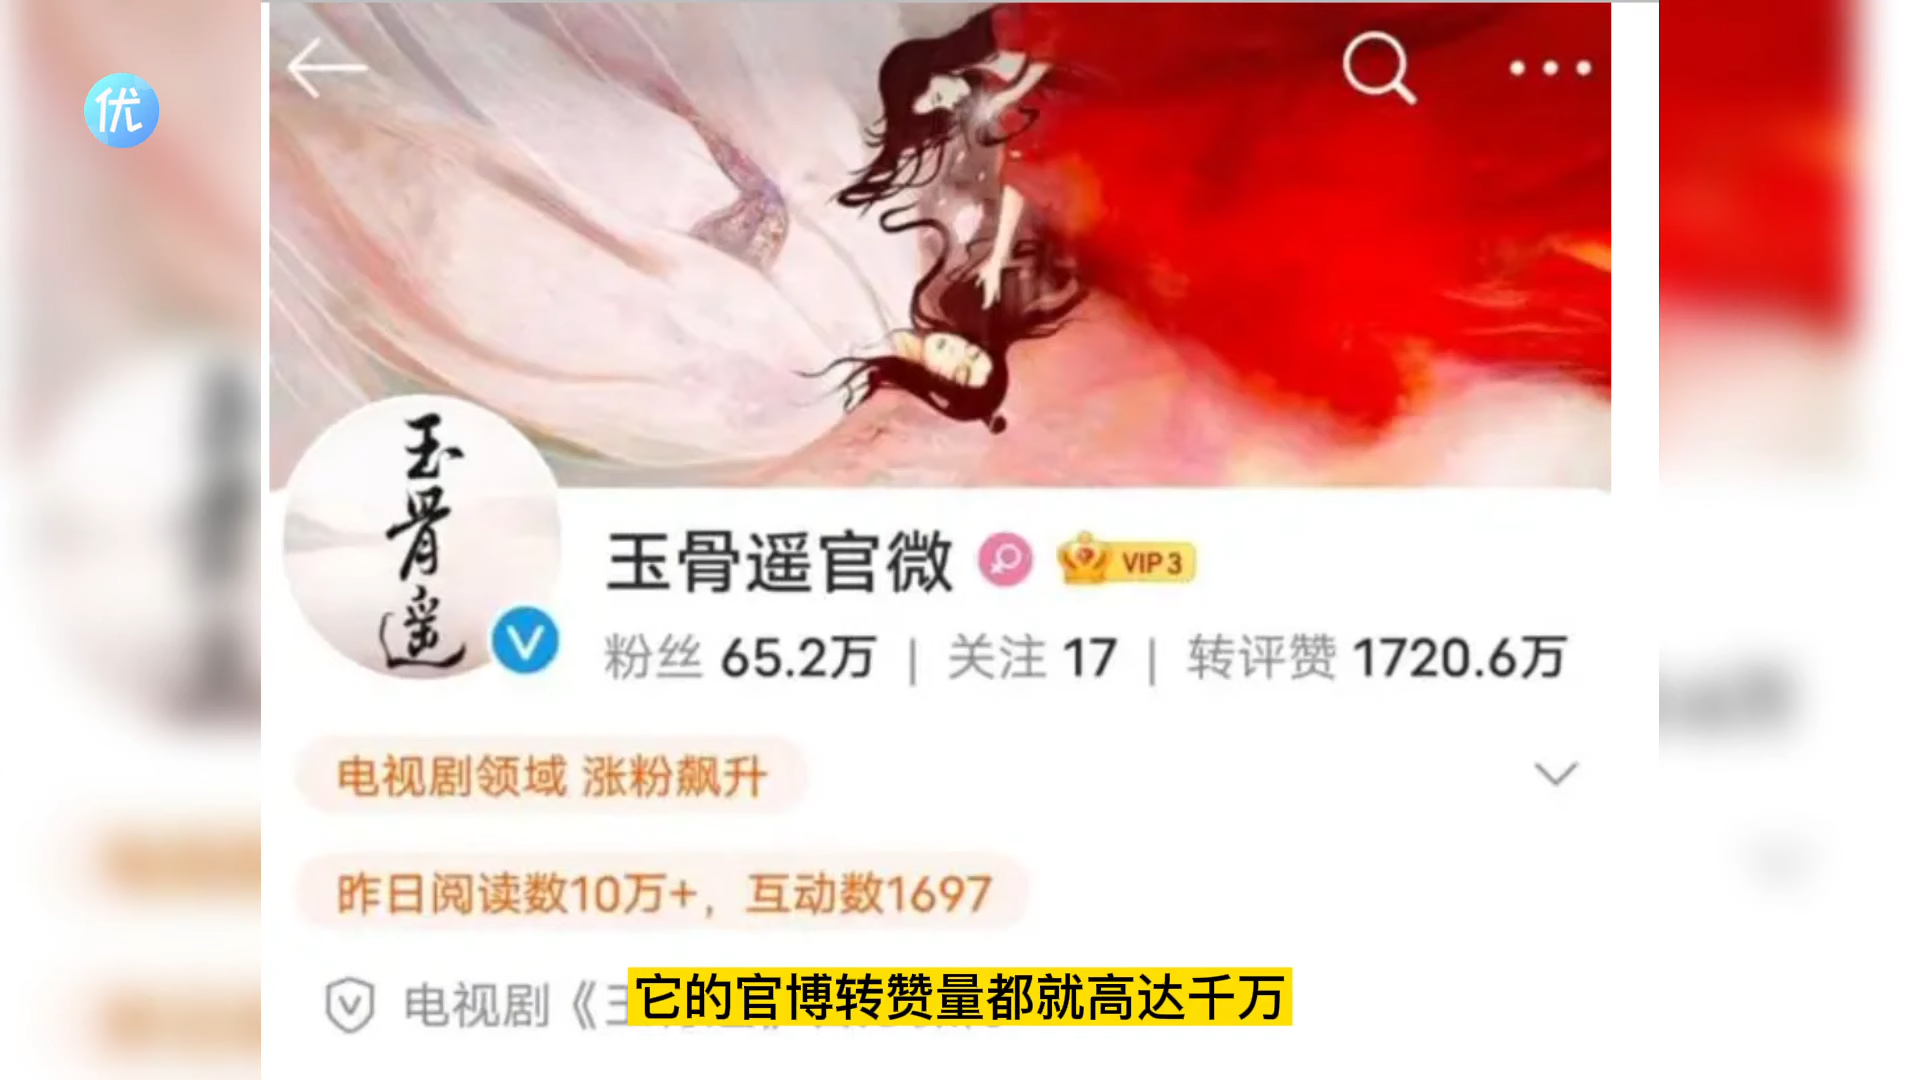 优
玉骨遥
玉骨遥官微 VIP 3
粉丝 65.2万 | 关注 17 | 转评赞 1720.6万
电视剧领域 涨粉飙升
昨日阅读数10万+，互动数1697
电视剧《
它的官博转赞量都就高达千万